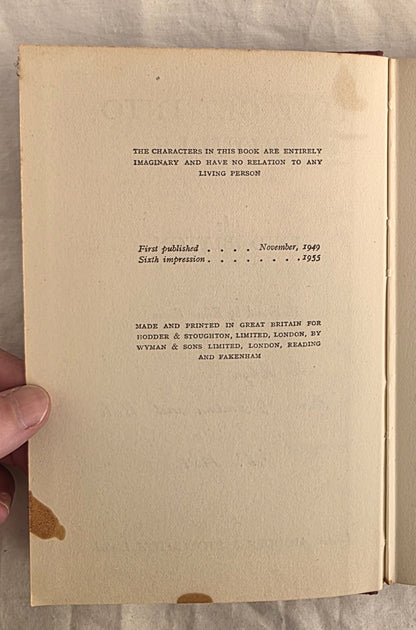 THE CHARACTERS IN THIS BOOK ARE ENTIRELY
IMAGINARY AND HAVE NO RELATION TO ANY
LIVING PERSON
First published . . . . November, 1949
Sixth impression . . . . . . . . 1955
MADE AND PRINTED IN GREAT BRITAIN FOR
HODDER & STOUGHTON, LIMITED, LONDON, BY
WYMAN & SONS LIMITED, LONDON, READING
AND FAKENHAM